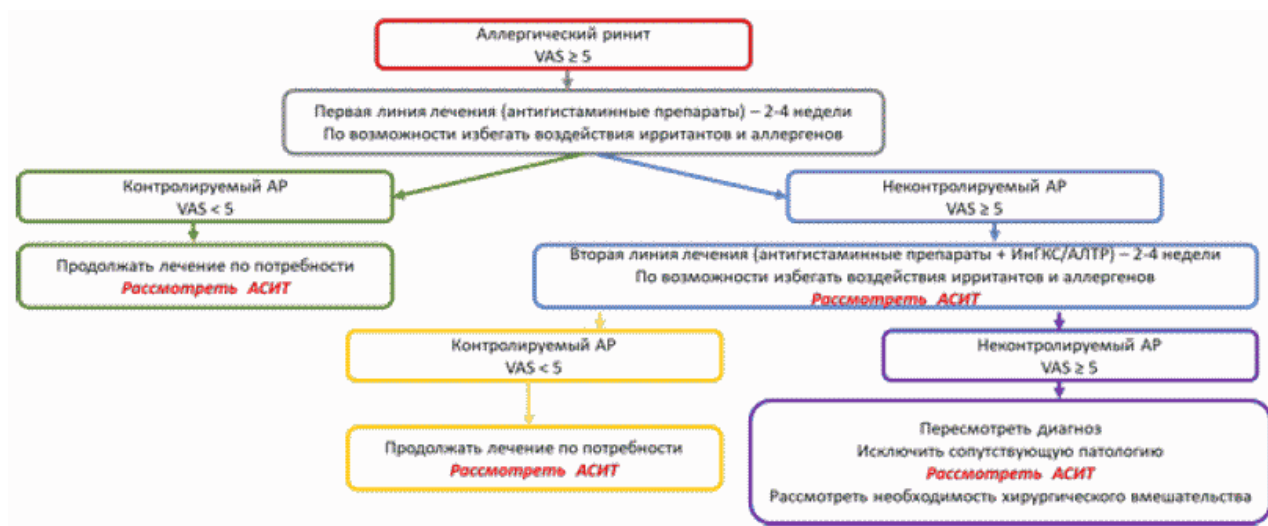 Аллергический ринит
VAS ≥ 5
Первая линия лечения (антигистаминные препараты) – 2-4 недели
По возможности избегать воздействия ирритантов и аллергенов
Контролируемый АР
VAS < 5
Неконтролируемый АР
VAS ≥ 5
Продолжать лечение по потребности
Рассмотреть АСИТ
Вторая линия лечения (антигистаминные препараты + ИнГКС/АЛТР) – 2-4 недели
По возможности избегать воздействия ирритантов и аллергенов
Рассмотреть АСИТ
Контролируемый АР
VAS < 5
Неконтролируемый АР
VAS ≥ 5
Продолжать лечение по потребности
Рассмотреть АСИТ
Пересмотреть диагноз
Исключить сопутствующую патологию
Рассмотреть АСИТ
Рассмотреть необходимость хирургического вмешательства